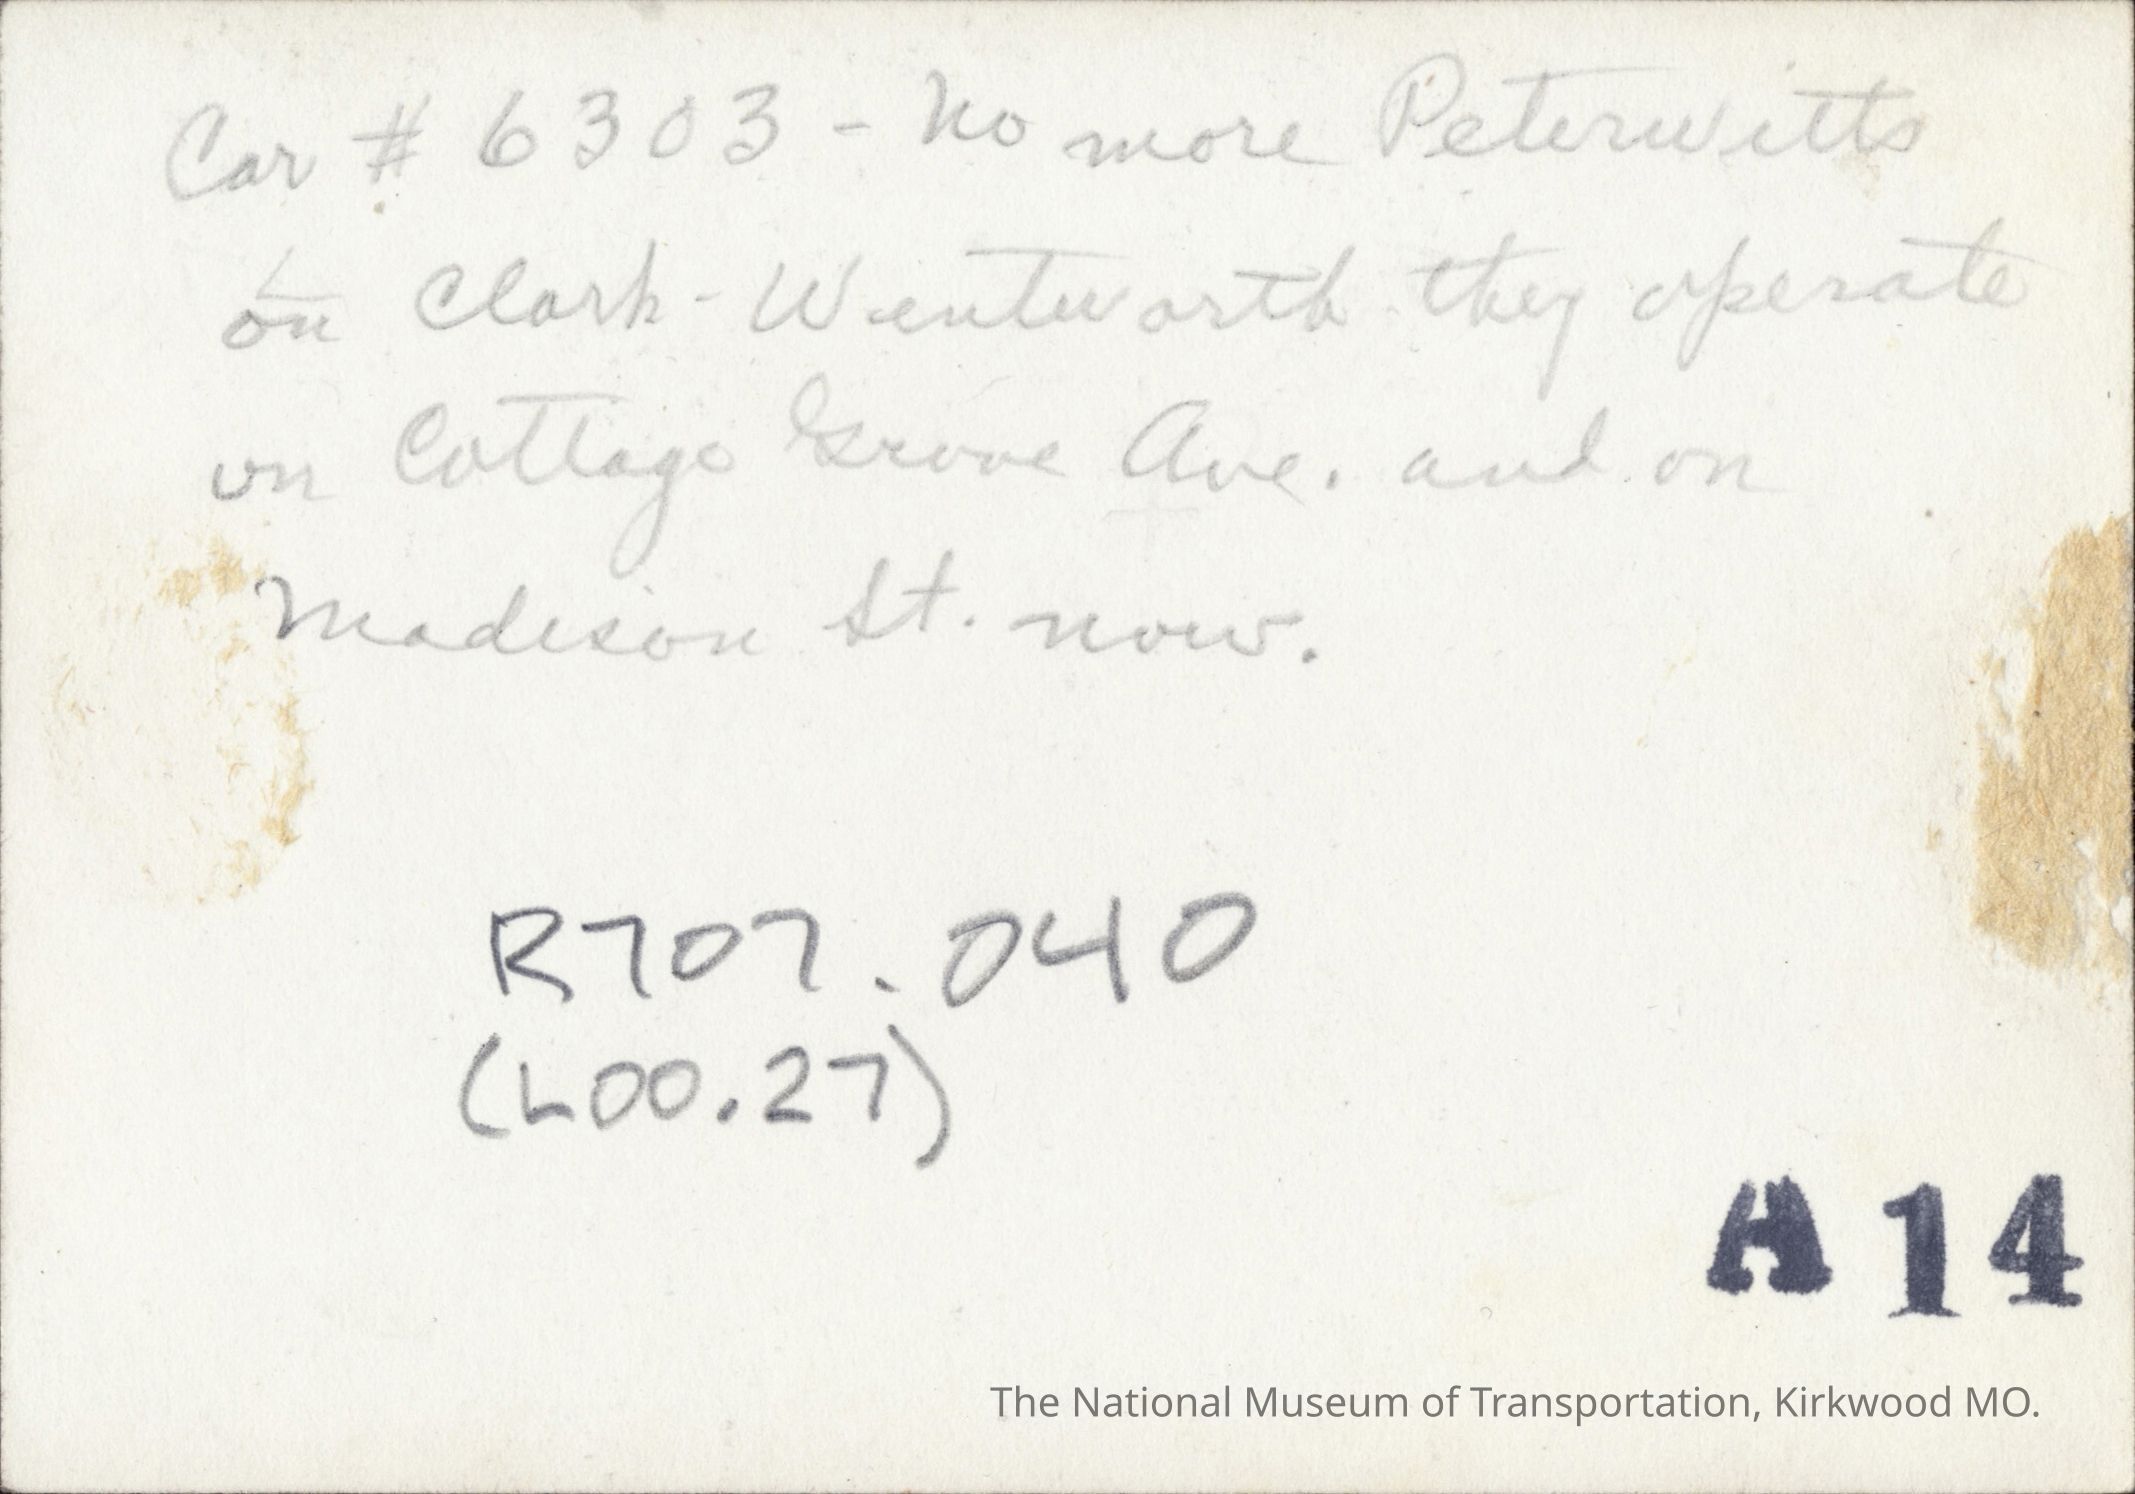 Car # 6303 - No more Peterwitts
on Clark - Wentworth they operate
on Cottage Grove Ave. and on
Madison St. now.
R707.040
(L00.27)
A14
The National Museum of Transportation, Kirkwood MO.